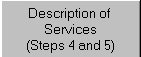 Description of
Services
(Steps 4 and 5)